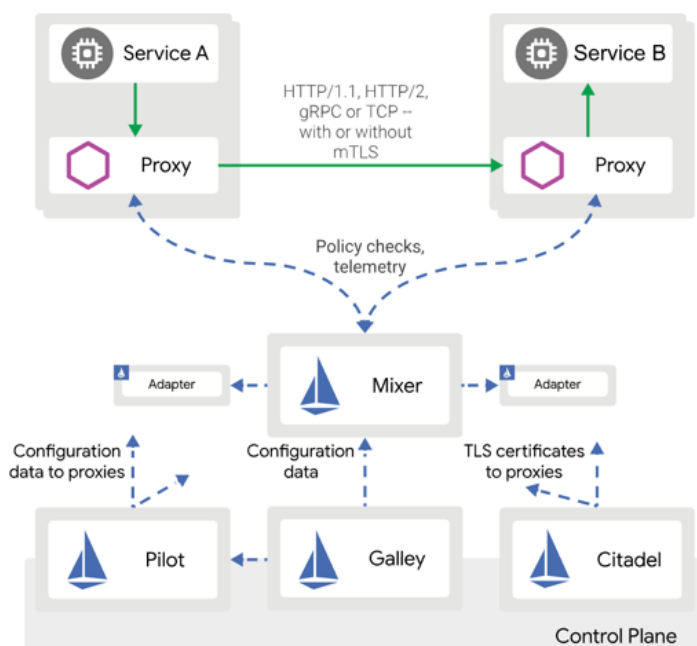 Service A
Service B
HTTP/1.1, HTTP/2,
gRPC or TCP --
with or without
mTLS
Proxy
Proxy
Policy checks,
telemetry
Mixer
Adapter
Adapter
Configuration
data to proxies
Configuration
data
TLS certificates
to proxies
Pilot
Galley
Citadel
Control Plane